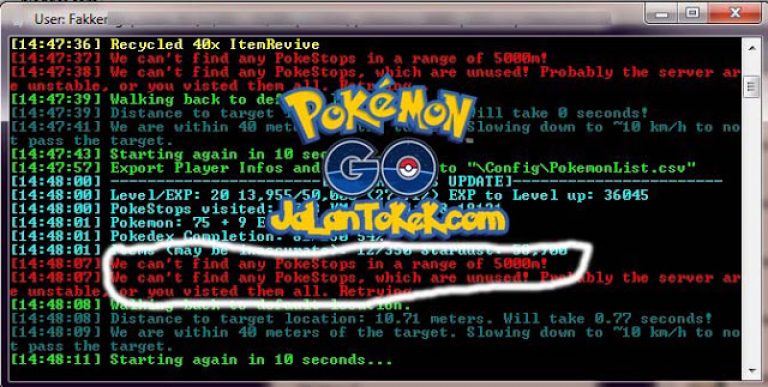 User: Fakker
[14:47:36] Recycled 40x ItemRevive
[14:47:37] We can't find any PokeStops in a range of 5000m!
[14:47:38] We can't find any PokeStops, which are unused! Probably the server ar
e unstable, or you visted them all. Retrying
[14:47:39] Walking back to def
[14:47:39] Distance to target Will take 0 seconds!
[14:47:41] We are within 40 meters Slowing down to ~10 km/h to no
t pass the target.
[14:47:43] Starting again in 10 sec
[14:47:57] Export Player Infos and to "\Config\PokemonList.csv"
[14:48:00] UPDATE]
[14:48:00] Level/EXP: 20 13,955/50, EXP to Level up: 36045
[14:48:00] PokeStops visited:
[14:48:01] Pokemon: 75 + 9 E
[14:48:01] Pokedex Completion: 54%
[14:48:01] (may be Stardust
[14:48:07] We can't find any PokeStops in a range of 5000m!
[14:48:07] We can't find any PokeStops, which are unused! Probably the server ar
e unstable, or you visted them all. Retrying
[14:48:08] Walking back to default location.
[14:48:08] Distance to target location: 10.71 meters. Will take 0.77 seconds!
[14:48:09] We are within 40 meters of the target. Slowing down to ~10 km/h to no
t pass the target.
[14:48:11] Starting again in 10 seconds...
POKéMON
GO
JaLanTokek.com